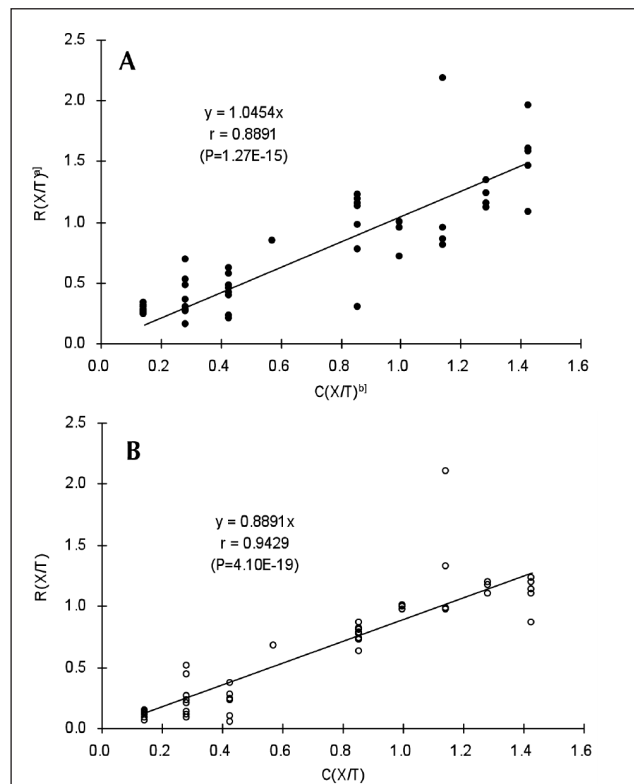 A
y = 1.0454x
r = 0.8891
(P=1.27E-15)
R(X/T)a]
2.5
2.0
1.5
1.0
0.5
0.0
0.0 0.2 0.4 0.6 0.8 1.0 1.2 1.4 1.6
C(X/T)b]
B
y = 0.8891x
r = 0.9429
(P=4.10E-19)
R(X/T)
2.5
2.0
1.5
1.0
0.5
0.0
0.0 0.2 0.4 0.6 0.8 1.0 1.2 1.4 1.6
C(X/T)